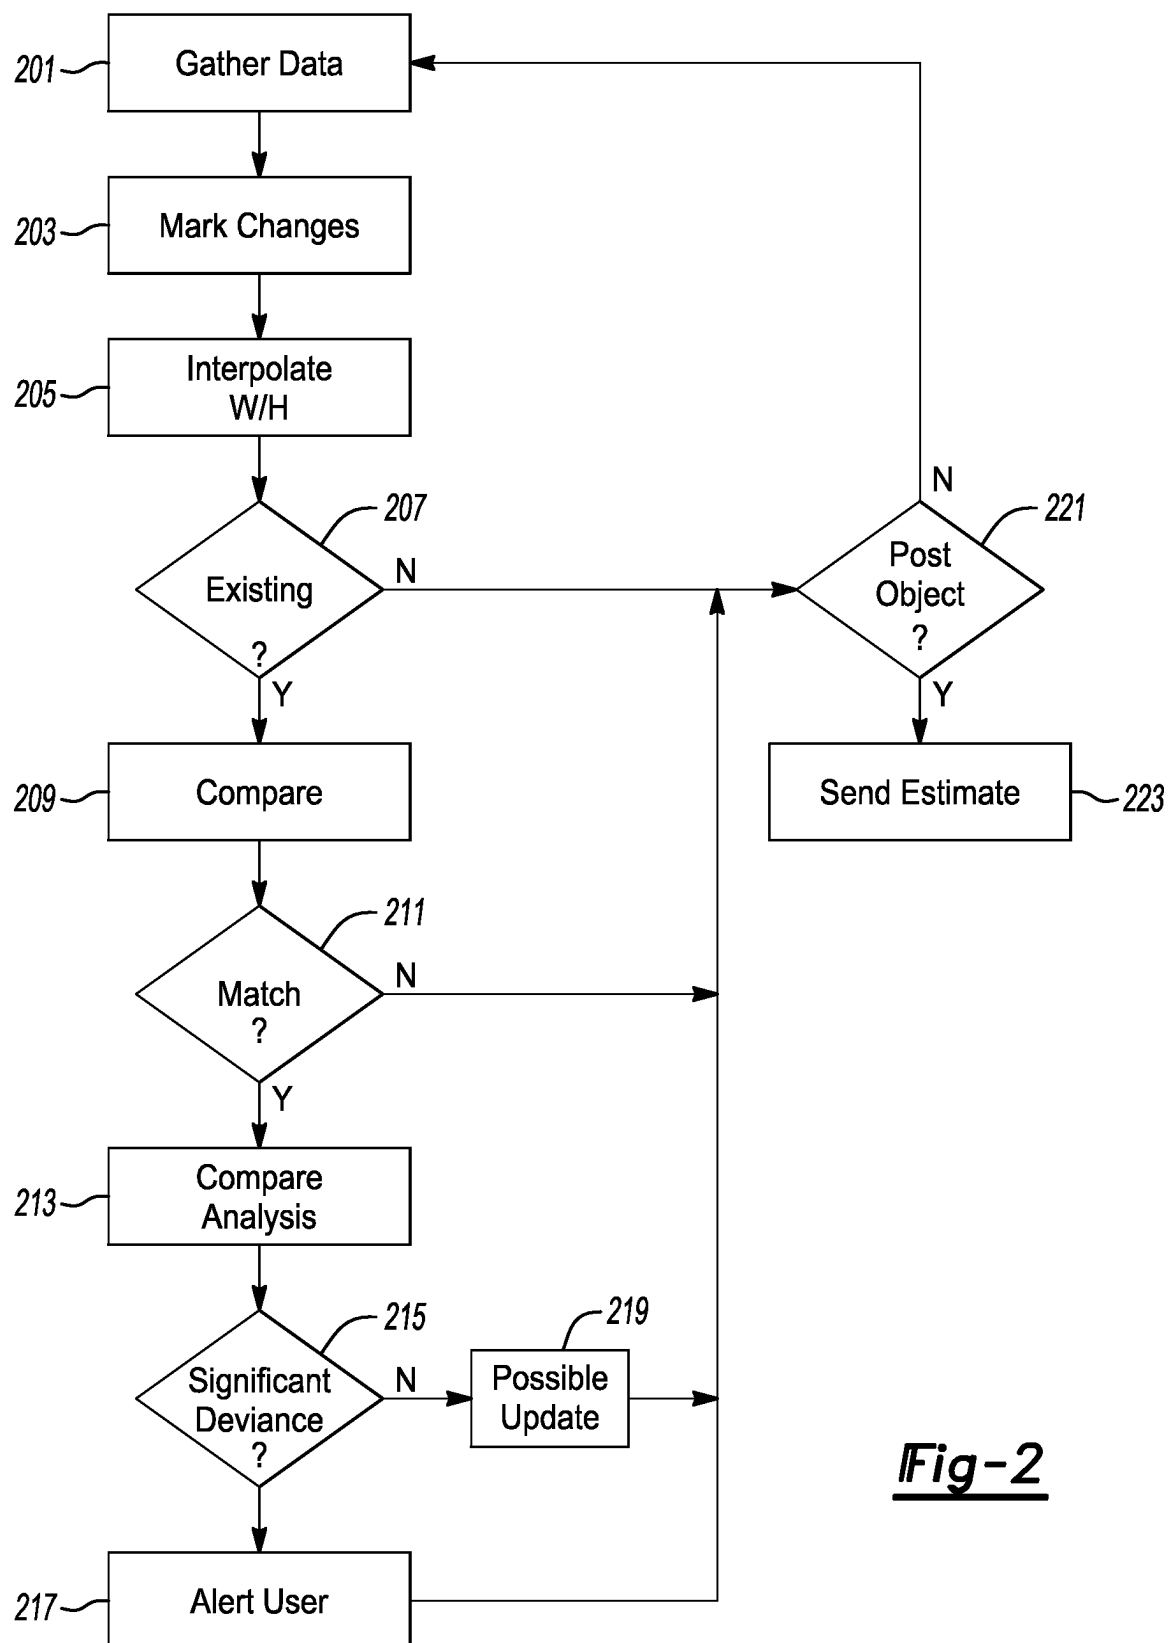 201
Gather Data
203
Mark Changes
205
Interpolate
W/H
207
Existing
?
N
Y
221
Post
Object
?
N
Y
209
Compare
Send Estimate
223
211
Match
?
N
Y
213
Compare
Analysis
215
Significant
Deviance
?
N
219
Possible
Update
217
Alert User
Fig-2